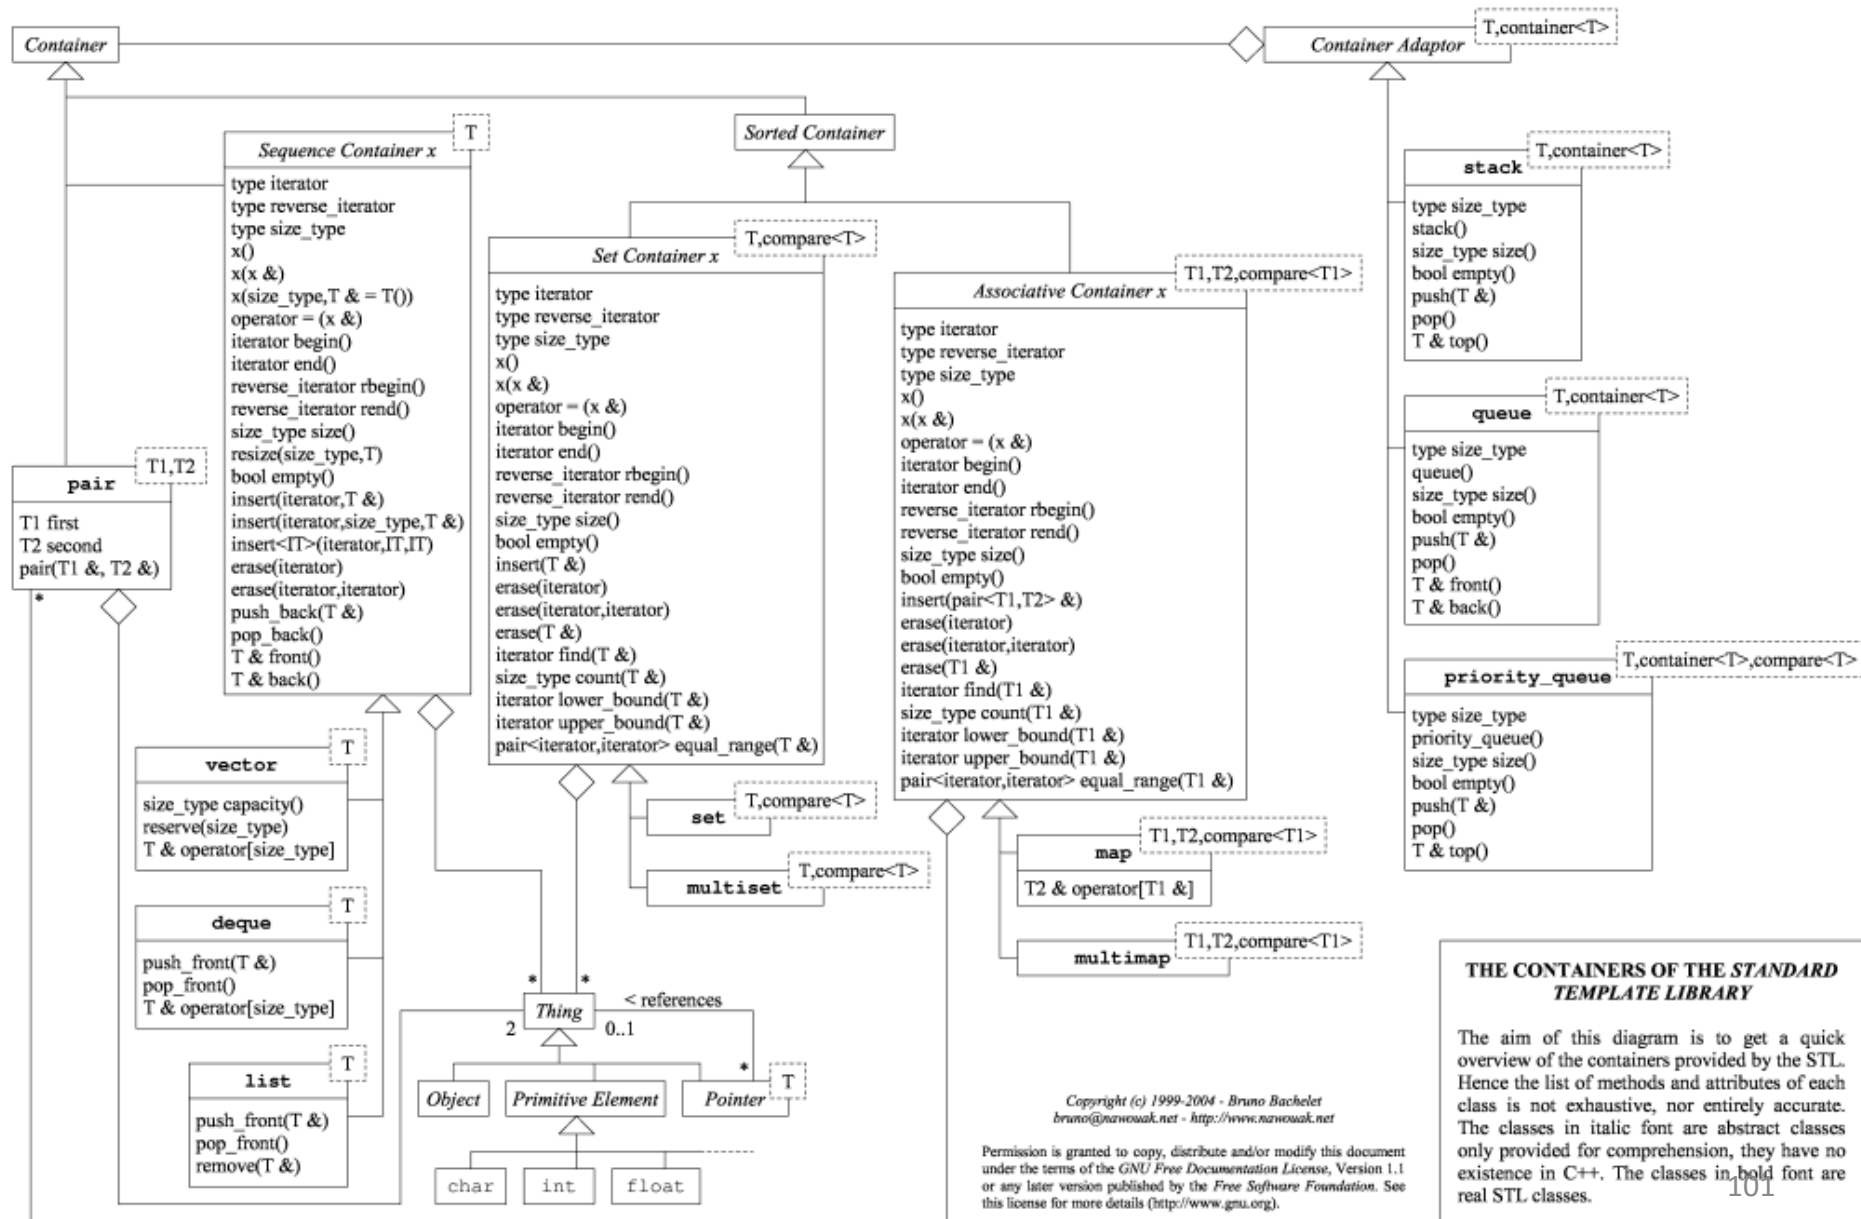 Container
Container Adaptor
T,container<T>
Sorted Container
Sequence Container x
T
type iterator
type reverse_iterator
type size_type
x()
x(x &)
x(size_type,T & = T())
operator = (x &)
iterator begin()
iterator end()
reverse_iterator rbegin()
reverse_iterator rend()
size_type size()
resize(size_type,T)
bool empty()
insert(iterator,T &)
insert(iterator,size_type,T &)
insert<IT>(iterator,IT,IT)
erase(iterator)
erase(iterator,iterator)
push_back(T &)
pop_back()
T & front()
T & back()
Set Container x
T,compare<T>
type iterator
type reverse_iterator
type size_type
x()
x(x &)
operator = (x &)
iterator begin()
iterator end()
reverse_iterator rbegin()
reverse_iterator rend()
size_type size()
bool empty()
insert(T &)
erase(iterator)
erase(iterator,iterator)
erase(T &)
iterator find(T &)
size_type count(T &)
iterator lower_bound(T &)
iterator upper_bound(T &)
pair<iterator,iterator> equal_range(T &)
Associative Container x
T1,T2,compare<T1>
type iterator
type reverse_iterator
type size_type
x()
x(x &)
operator = (x &)
iterator begin()
iterator end()
reverse_iterator rbegin()
reverse_iterator rend()
size_type size()
bool empty()
insert(pair<T1,T2> &)
erase(iterator)
erase(iterator,iterator)
erase(T1 &)
iterator find(T1 &)
size_type count(T1 &)
iterator lower_bound(T1 &)
iterator upper_bound(T1 &)
pair<iterator,iterator> equal_range(T1 &)
stack
T,container<T>
type size_type
stack()
size_type size()
bool empty()
push(T &)
pop()
T & top()
queue
T,container<T>
type size_type
queue()
size_type size()
bool empty()
push(T &)
pop()
T & front()
T & back()
priority_queue
T,container<T>,compare<T>
type size_type
priority_queue()
size_type size()
bool empty()
push(T &)
pop()
T & top()
pair
T1,T2
T1 first
T2 second
pair(T1 &, T2 &)
*
vector
T
size_type capacity()
reserve(size_type)
T & operator[size_type]
deque
T
push_front(T &)
pop_front()
T & operator[size_type]
list
T
push_front(T &)
pop_front()
remove(T &)
set
T,compare<T>
multiset
T,compare<T>
map
T1,T2,compare<T1>
T2 & operator[T1 &]
multimap
T1,T2,compare<T1>
*
*
Thing
< references
2
0..1
*
Object
Primitive Element
Pointer
T
char
int
float
Copyright (c) 1999-2004 - Bruno Bachelet
bruno@nawouak.net - http://www.nawouak.net
Permission is granted to copy, distribute and/or modify this document
under the terms of the GNU Free Documentation License, Version 1.1
or any later version published by the Free Software Foundation. See
this license for more details (http://www.gnu.org).
THE CONTAINERS OF THE STANDARD
TEMPLATE LIBRARY
The aim of this diagram is to get a quick
overview of the containers provided by the STL.
Hence the list of methods and attributes of each
class is not exhaustive, nor entirely accurate.
The classes in italic font are abstract classes
only provided for comprehension, they have no
existence in C++. The classes in bold font are
real STL classes.
101